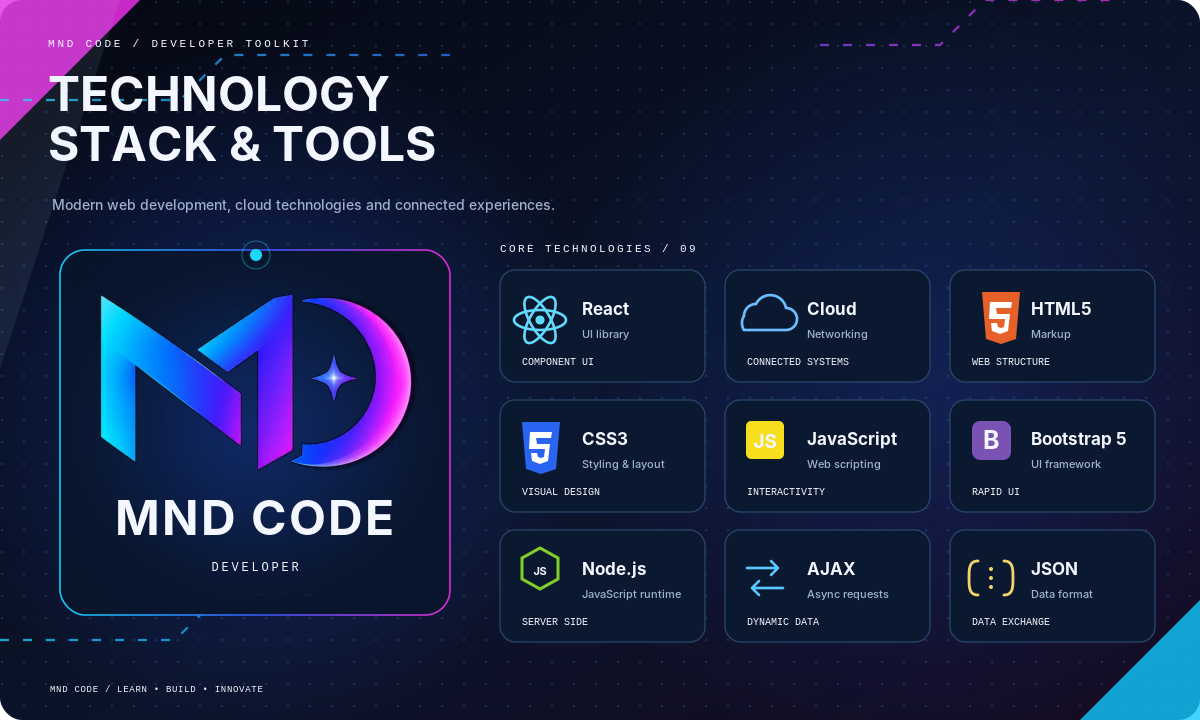 MND CODE / DEVELOPER TOOLKIT
TECHNOLOGY
STACK & TOOLS
Modern web development, cloud technologies and connected experiences.
MND CODE
DEVELOPER
CORE TECHNOLOGIES / 09
React
UI library
COMPONENT UI
Cloud
Networking
CONNECTED SYSTEMS
5
HTML5
Markup
WEB STRUCTURE
5
CSS3
Styling & layout
VISUAL DESIGN
JS
JavaScript
Web scripting
INTERACTIVITY
B
Bootstrap 5
UI framework
RAPID UI
JS
Node.js
JavaScript runtime
SERVER SIDE
AJAX
Async requests
DYNAMIC DATA
JSON
Data format
DATA EXCHANGE
MND CODE / LEARN • BUILD • INNOVATE